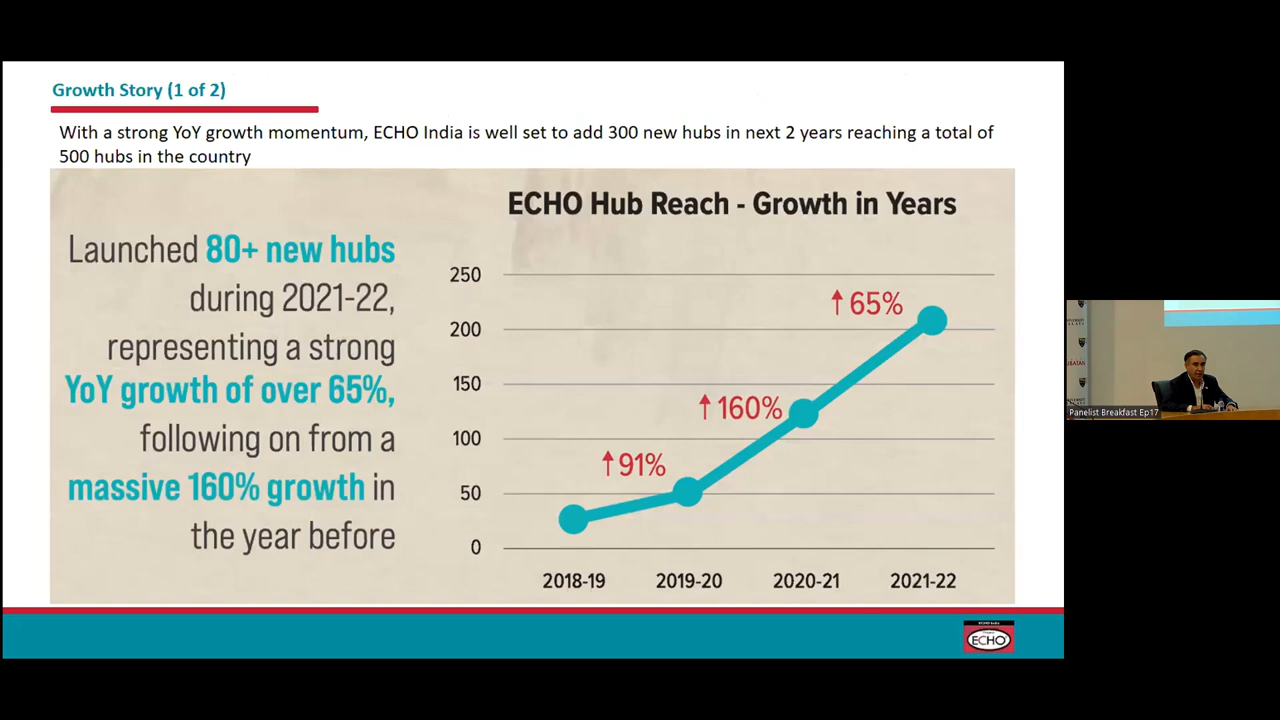 Growth Story (1 of 2)
With a strong YoY growth momentum, ECHO India is well set to add 300 new hubs in next 2 years reaching a total of
500 hubs in the country
Launched 80+ new hubs
during 2021-22,
representing a strong
YoY growth of over 65%,
following on from a
massive 160% growth in
the year before
ECHO Hub Reach - Growth in Years
250
200
150
100
50
0
↑ 91%
↑ 160%
↑ 65%
2018-19
2019-20
2020-21
2021-22
ECHO India
ECHO
Panelist Breakfast Ep17